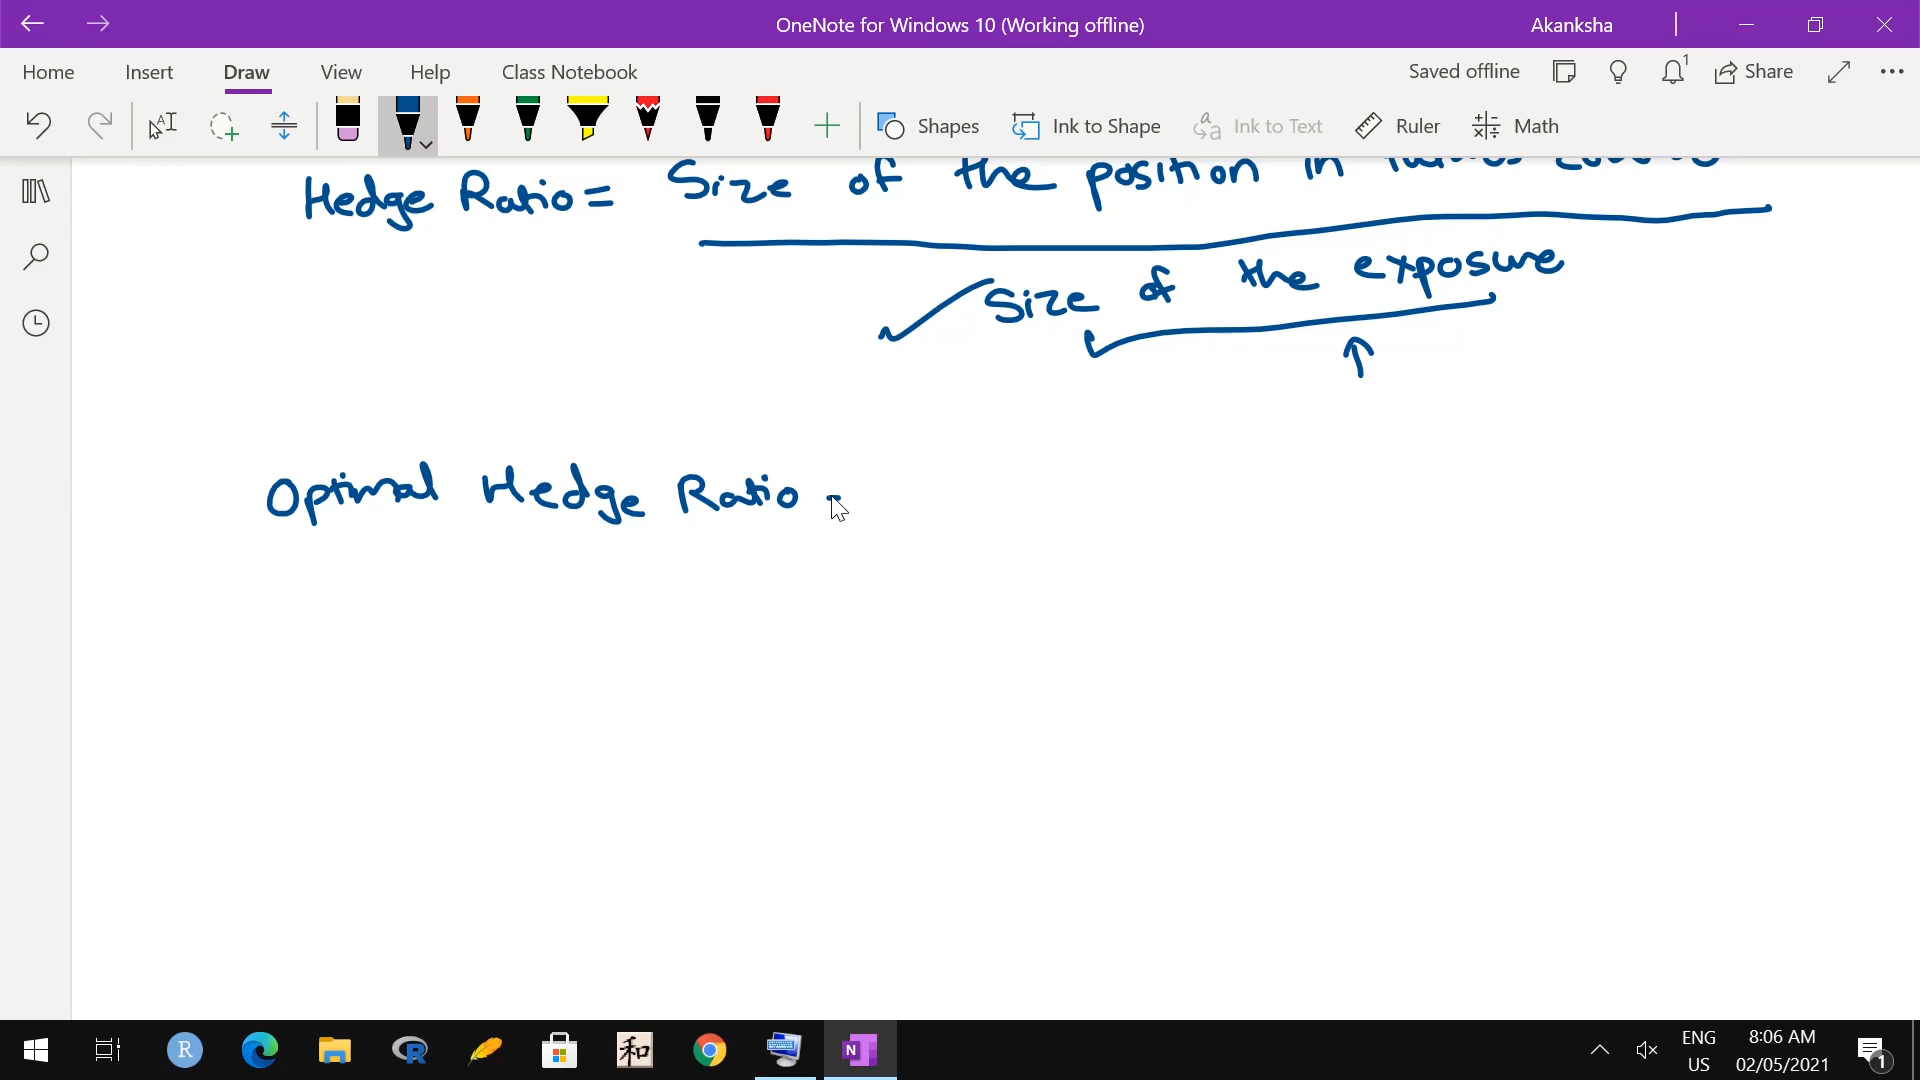 OneNote for Windows 10 (Working offline)
Akanksha
Home Insert Draw View Help Class Notebook
Saved offline
1
Share
Shapes Ink to Shape Ink to Text Ruler Math
Size of the position in
Hedge Ratio =
Size of the exposure
Optimal Hedge Ratio
ENG 8:06 AM
US 02/05/2021
1